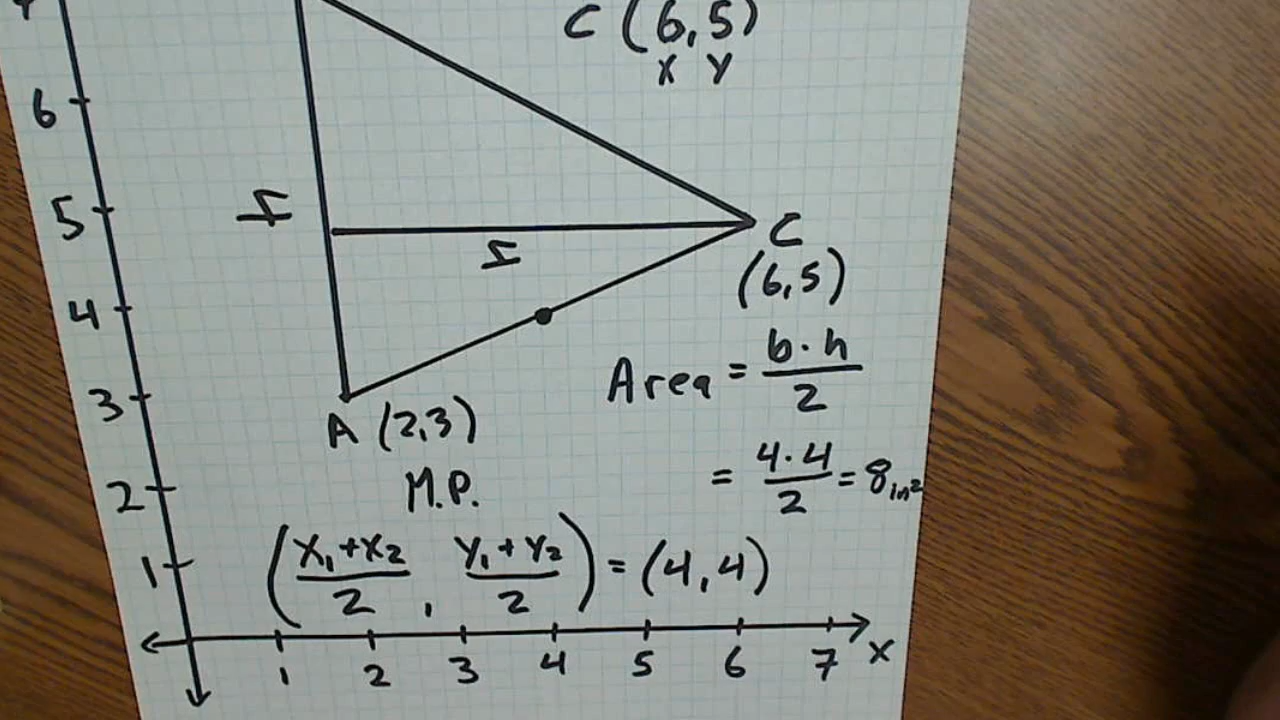 C (6,5)
X Y
6
5
4
3
2
1
C
(6,5)
A (2,3)
Area = b·h/2
= 4·4/2 = 8 in²
M.P.
(X₁+X₂/2, Y₁+Y₂/2) = (4,4)
1 2 3 4 5 6 7 X